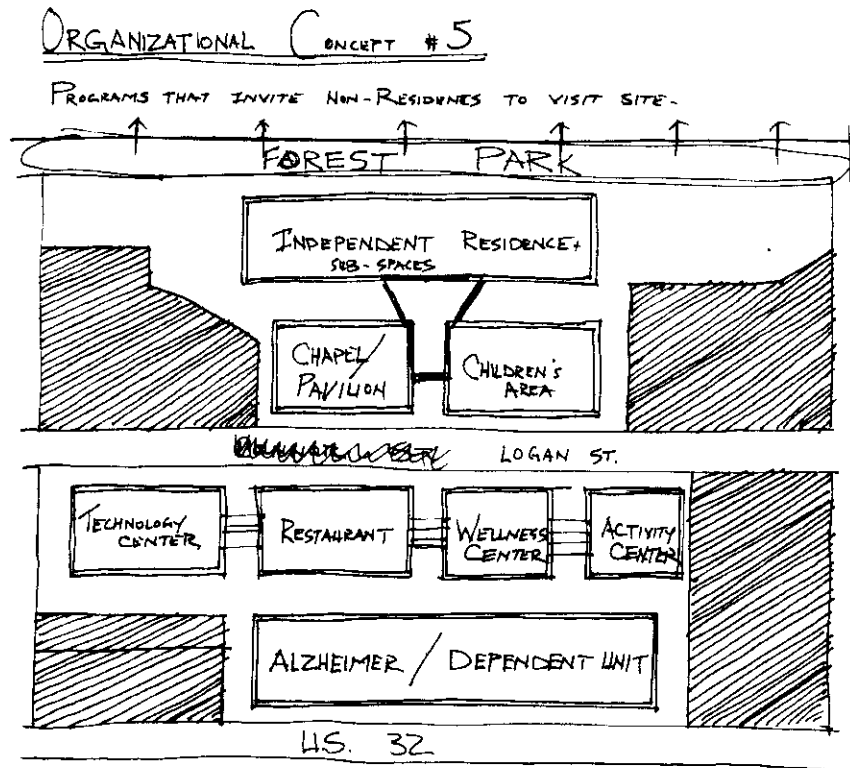 ORGANIZATIONAL CONCEPT #5
PROGRAMS THAT INVITE NON-RESIDENTS TO VISIT SITE-
FOREST PARK
INDEPENDENT RESIDENCE+
SUB-SPACES
CHAPEL/
PAVILION
CHILDREN'S
AREA
LOGAN ST.
TECHNOLOGY
CENTER
RESTAURANT
WELLNESS
CENTER
ACTIVITY
CENTER
ALZHEIMER / DEPENDENT UNIT
U.S. 32